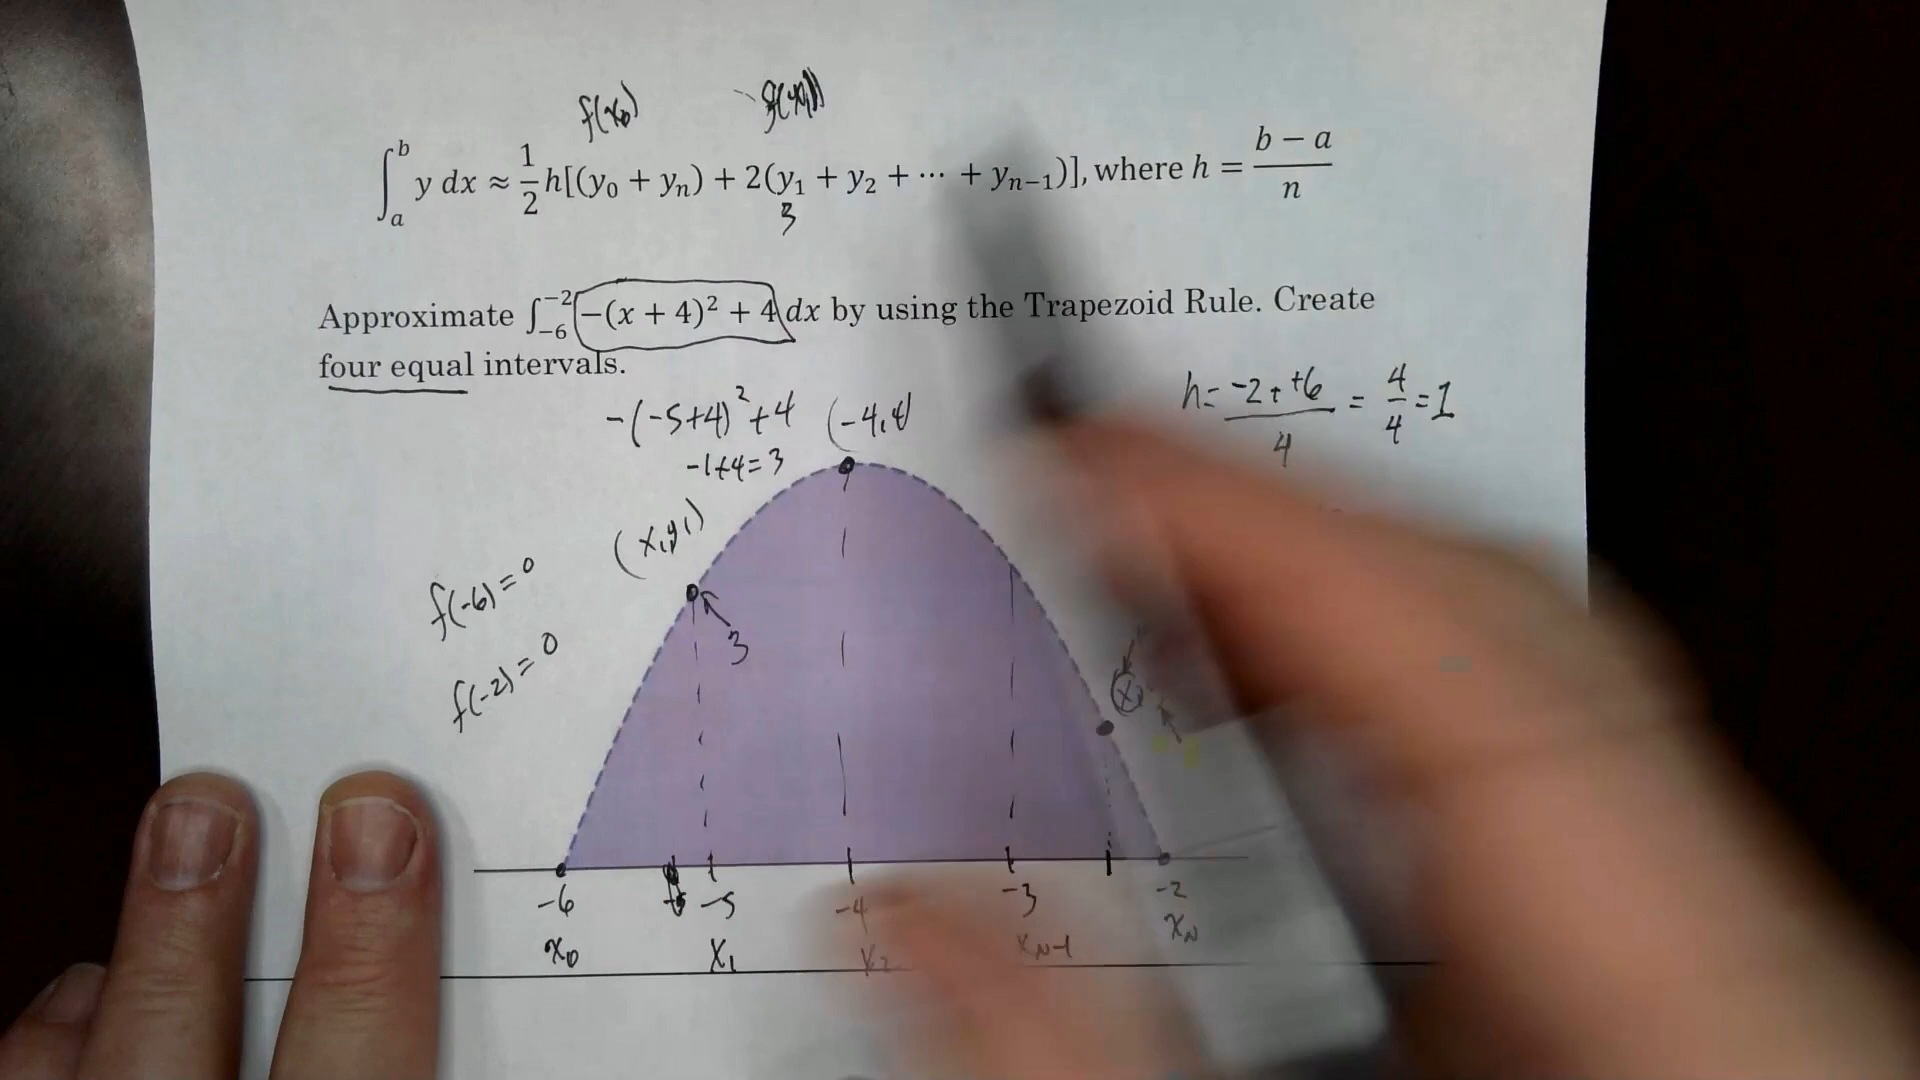 f(x₀)
∫ₐᵇ y dx ≈ 1/2 h[(y₀ + yₙ) + 2(y₁ + y₂ + ⋯ + yₙ₋₁)], where h = (b − a)/n
3
Approximate ∫₋₆⁻² −(x + 4)² + 4 dx by using the Trapezoid Rule. Create
four equal intervals.
h = (-2 + +6)/4 = 4/4 = 1
-(-5+4)² + 4
(-4,4
-1+4=3
(x₁y₁)
f(-6) = 0
3
f(-2) = 0
-6 -5 -4 -3 -2
x₀ x₁ x₂ xN-1 xN